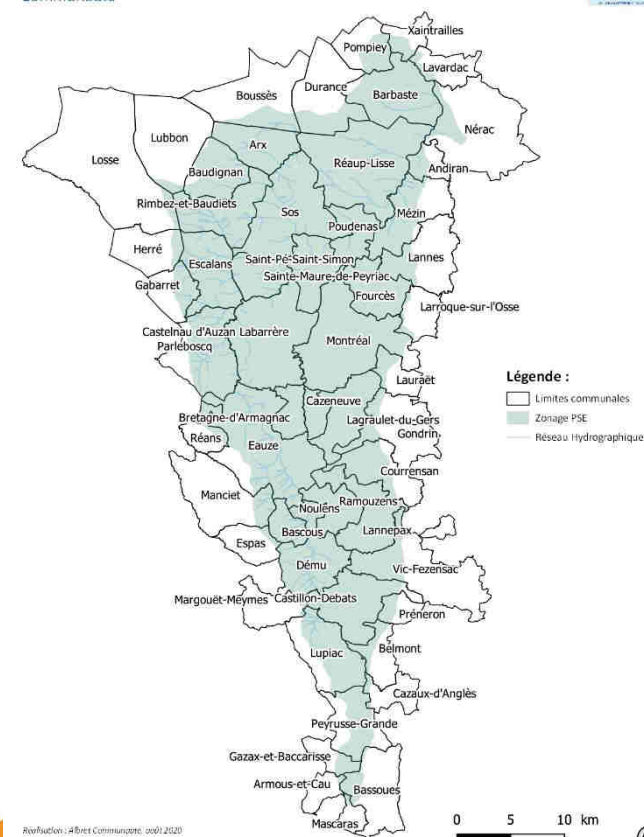 Xaintrailles
Pompiey
Lavardac
Durance
Barbaste
Boussès
Nérac
Lubbon
Arx
Losse
Réaup-Lisse
Andiran
Baudignan
Rimbez-et-Baudiets
Sos
Mézin
Poudenas
Herré
Lannes
Escalans
Saint-Pé-Saint-Simon
Sainte-Maure-de-Peyriac
Gabarret
Fourcès
Larroque-sur-l'Osse
Castelnau d'Auzan Labarrère
Montréal
Parleboscq
Lauraët
Légende :
Limites communales
Zonage PSE
Réseau Hydrographique
Cazeneuve
Bretagne-d'Armagnac
Lagraulet-du-Gers
Gondrin
Réans
Eauze
Courrensan
Manciet
Ramouzens
Noulens
Bascous
Lannepax
Espas
Dému
Vic-Fezensac
Margouët-Meymes
Castillon-Debats
Préneron
Lupiac
Belmont
Cazaux-d'Anglès
Peyrusse-Grande
Gazax-et-Baccarisse
Armous-et-Cau
Bassoues
Mascaras
0 5 10 km
Réalisation : Albret Communauté, août 2020